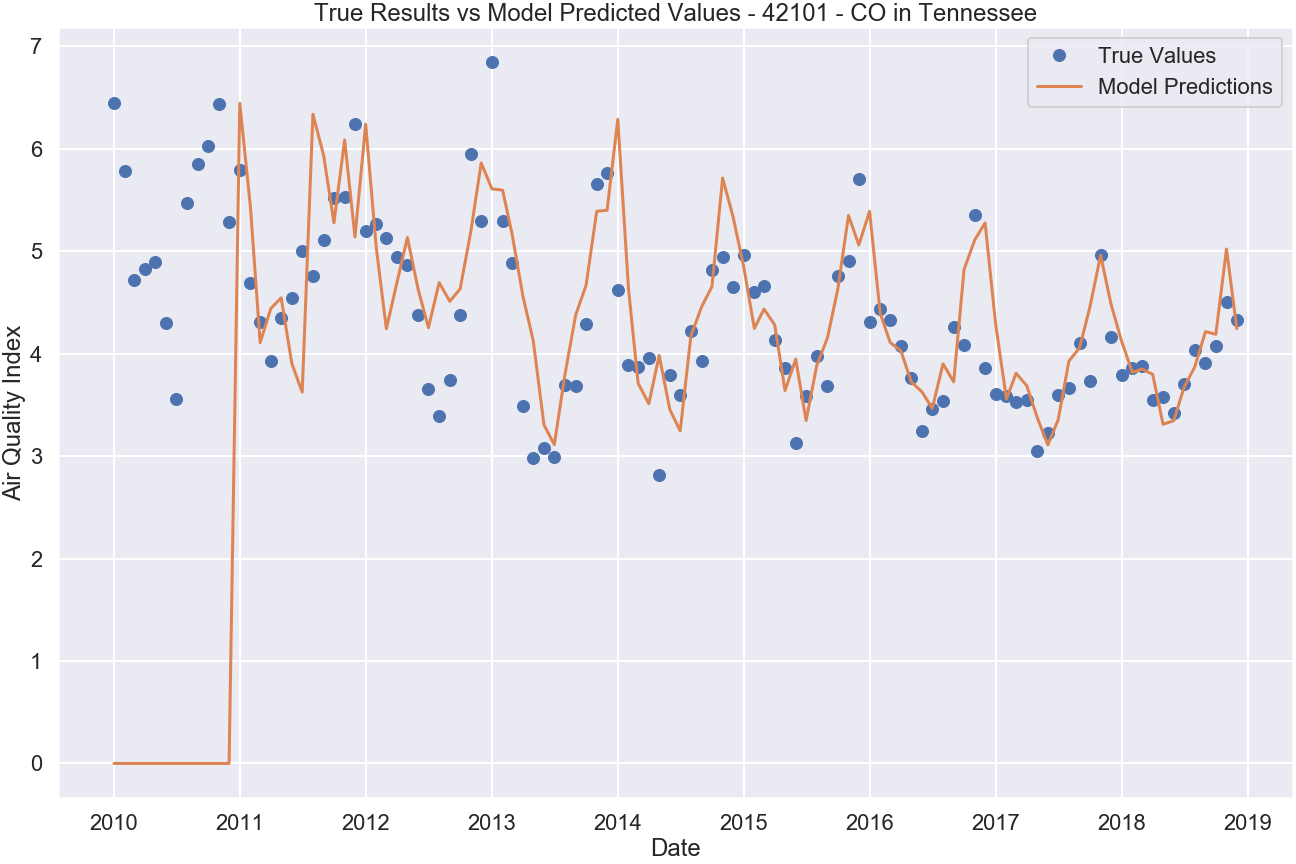 True Results vs Model Predicted Values - 42101 - CO in Tennessee
True Values
Model Predictions
Air Quality Index
7
6
5
4
3
2
1
0
2010 2011 2012 2013 2014 2015 2016 2017 2018 2019
Date